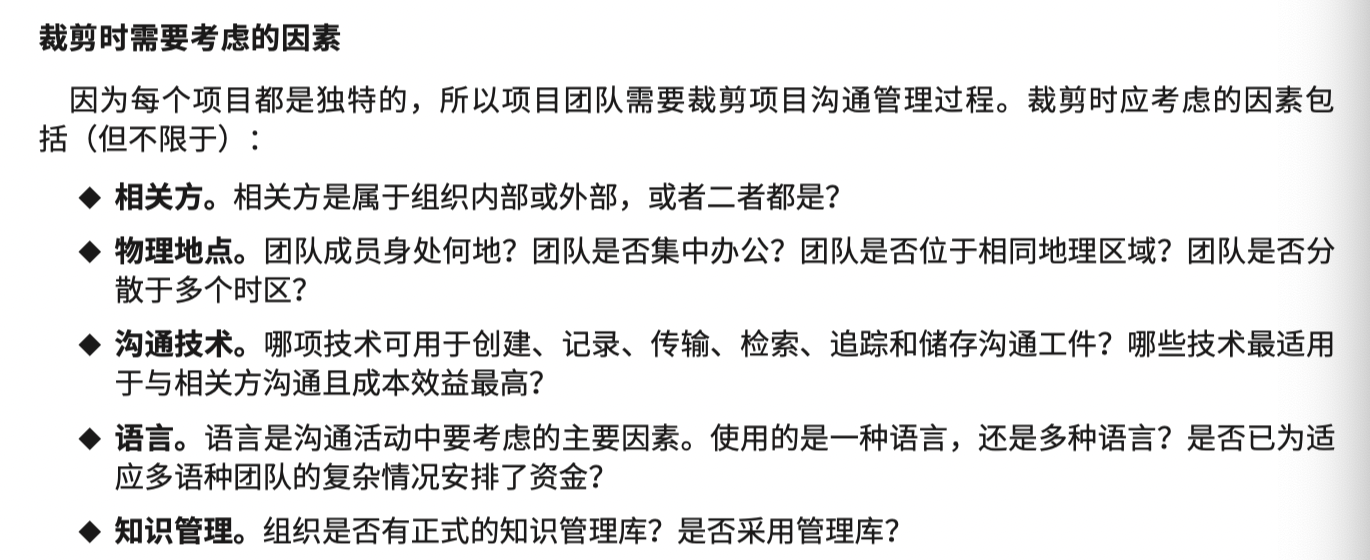 裁剪时需要考虑的因素
因为每个项目都是独特的，所以项目团队需要裁剪项目沟通管理过程。裁剪时应考虑的因素包
括（但不限于）：
◆ 相关方。相关方是属于组织内部或外部，或者二者都是？
◆ 物理地点。团队成员身处何地？团队是否集中办公？团队是否位于相同地理区域？团队是否分
散于多个时区？
◆ 沟通技术。哪项技术可用于创建、记录、传输、检索、追踪和储存沟通工件？哪些技术最适用
于与相关方沟通且成本效益最高？
◆ 语言。语言是沟通活动中要考虑的主要因素。使用的是一种语言，还是多种语言？是否已为适
应多语种团队的复杂情况安排了资金？
◆ 知识管理。组织是否有正式的知识管理库？是否采用管理库？